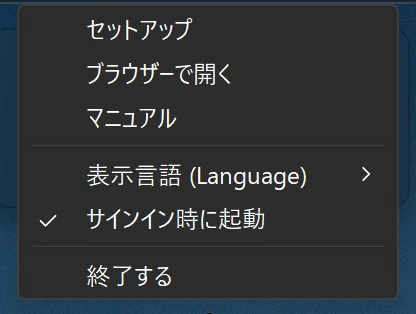 セットアップ
ブラウザーで開く
マニュアル
表示言語 (Language)
サインイン時に起動
終了する